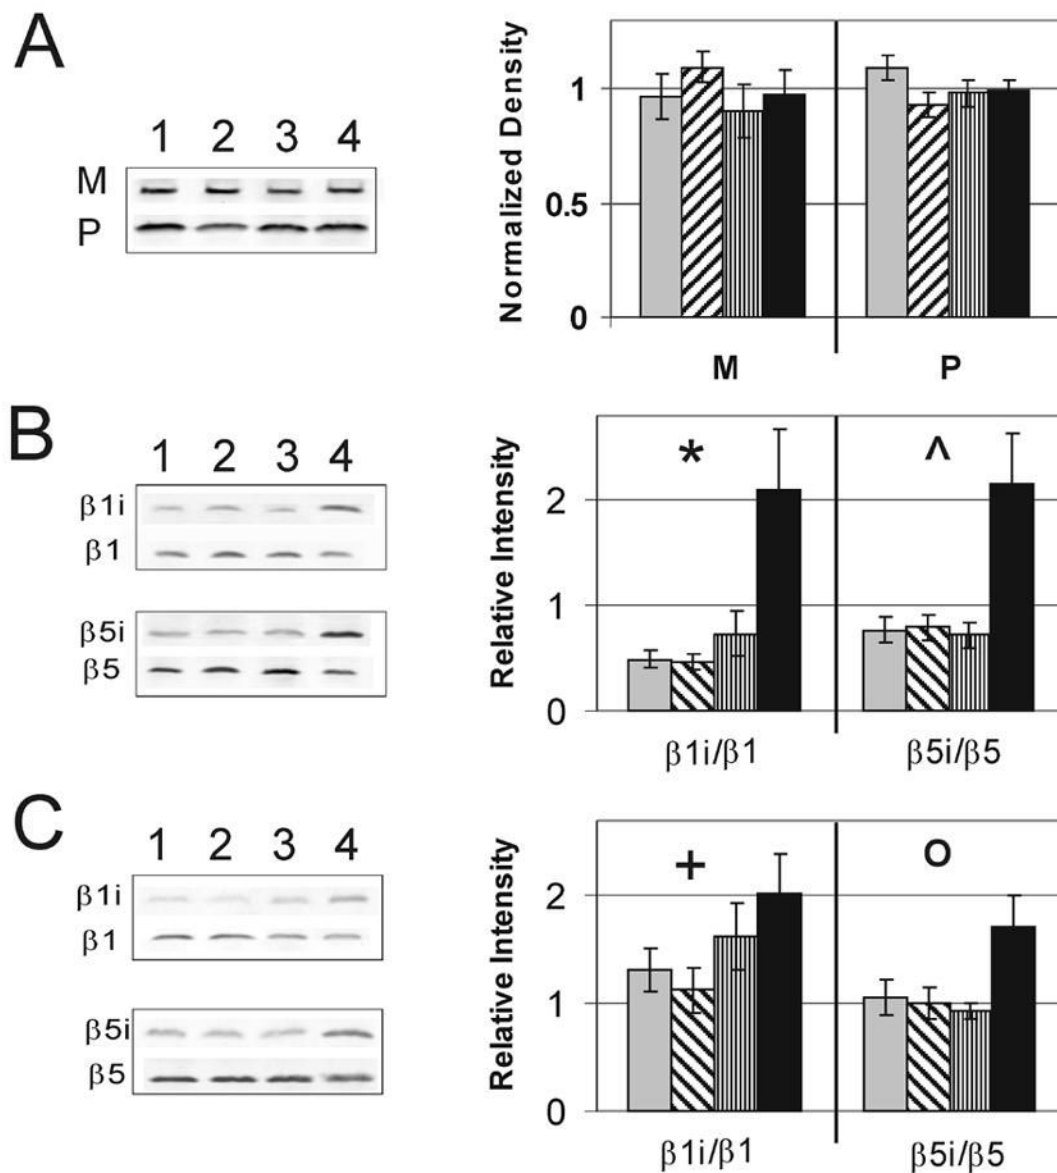 A
1 2 3 4
M
P
Normalized Density
1
0.5
0
M P
B
1 2 3 4
β1i
β1
β5i
β5
Relative Intensity
2
1
0
* ^
β1i/β1 β5i/β5
C
1 2 3 4
β1i
β1
β5i
β5
Relative Intensity
2
1
0
+ O
β1i/β1 β5i/β5